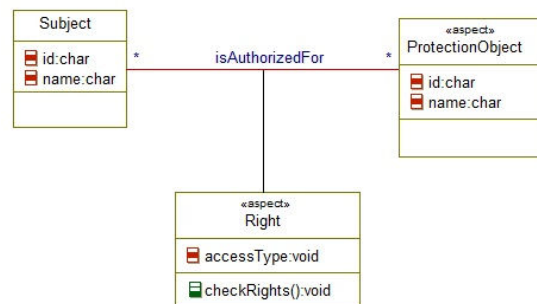 Subject
id:char
name:char
* isAuthorizedFor *
«aspect»
ProtectionObject
id:char
name:char
«aspect»
Right
accessType:void
checkRights():void